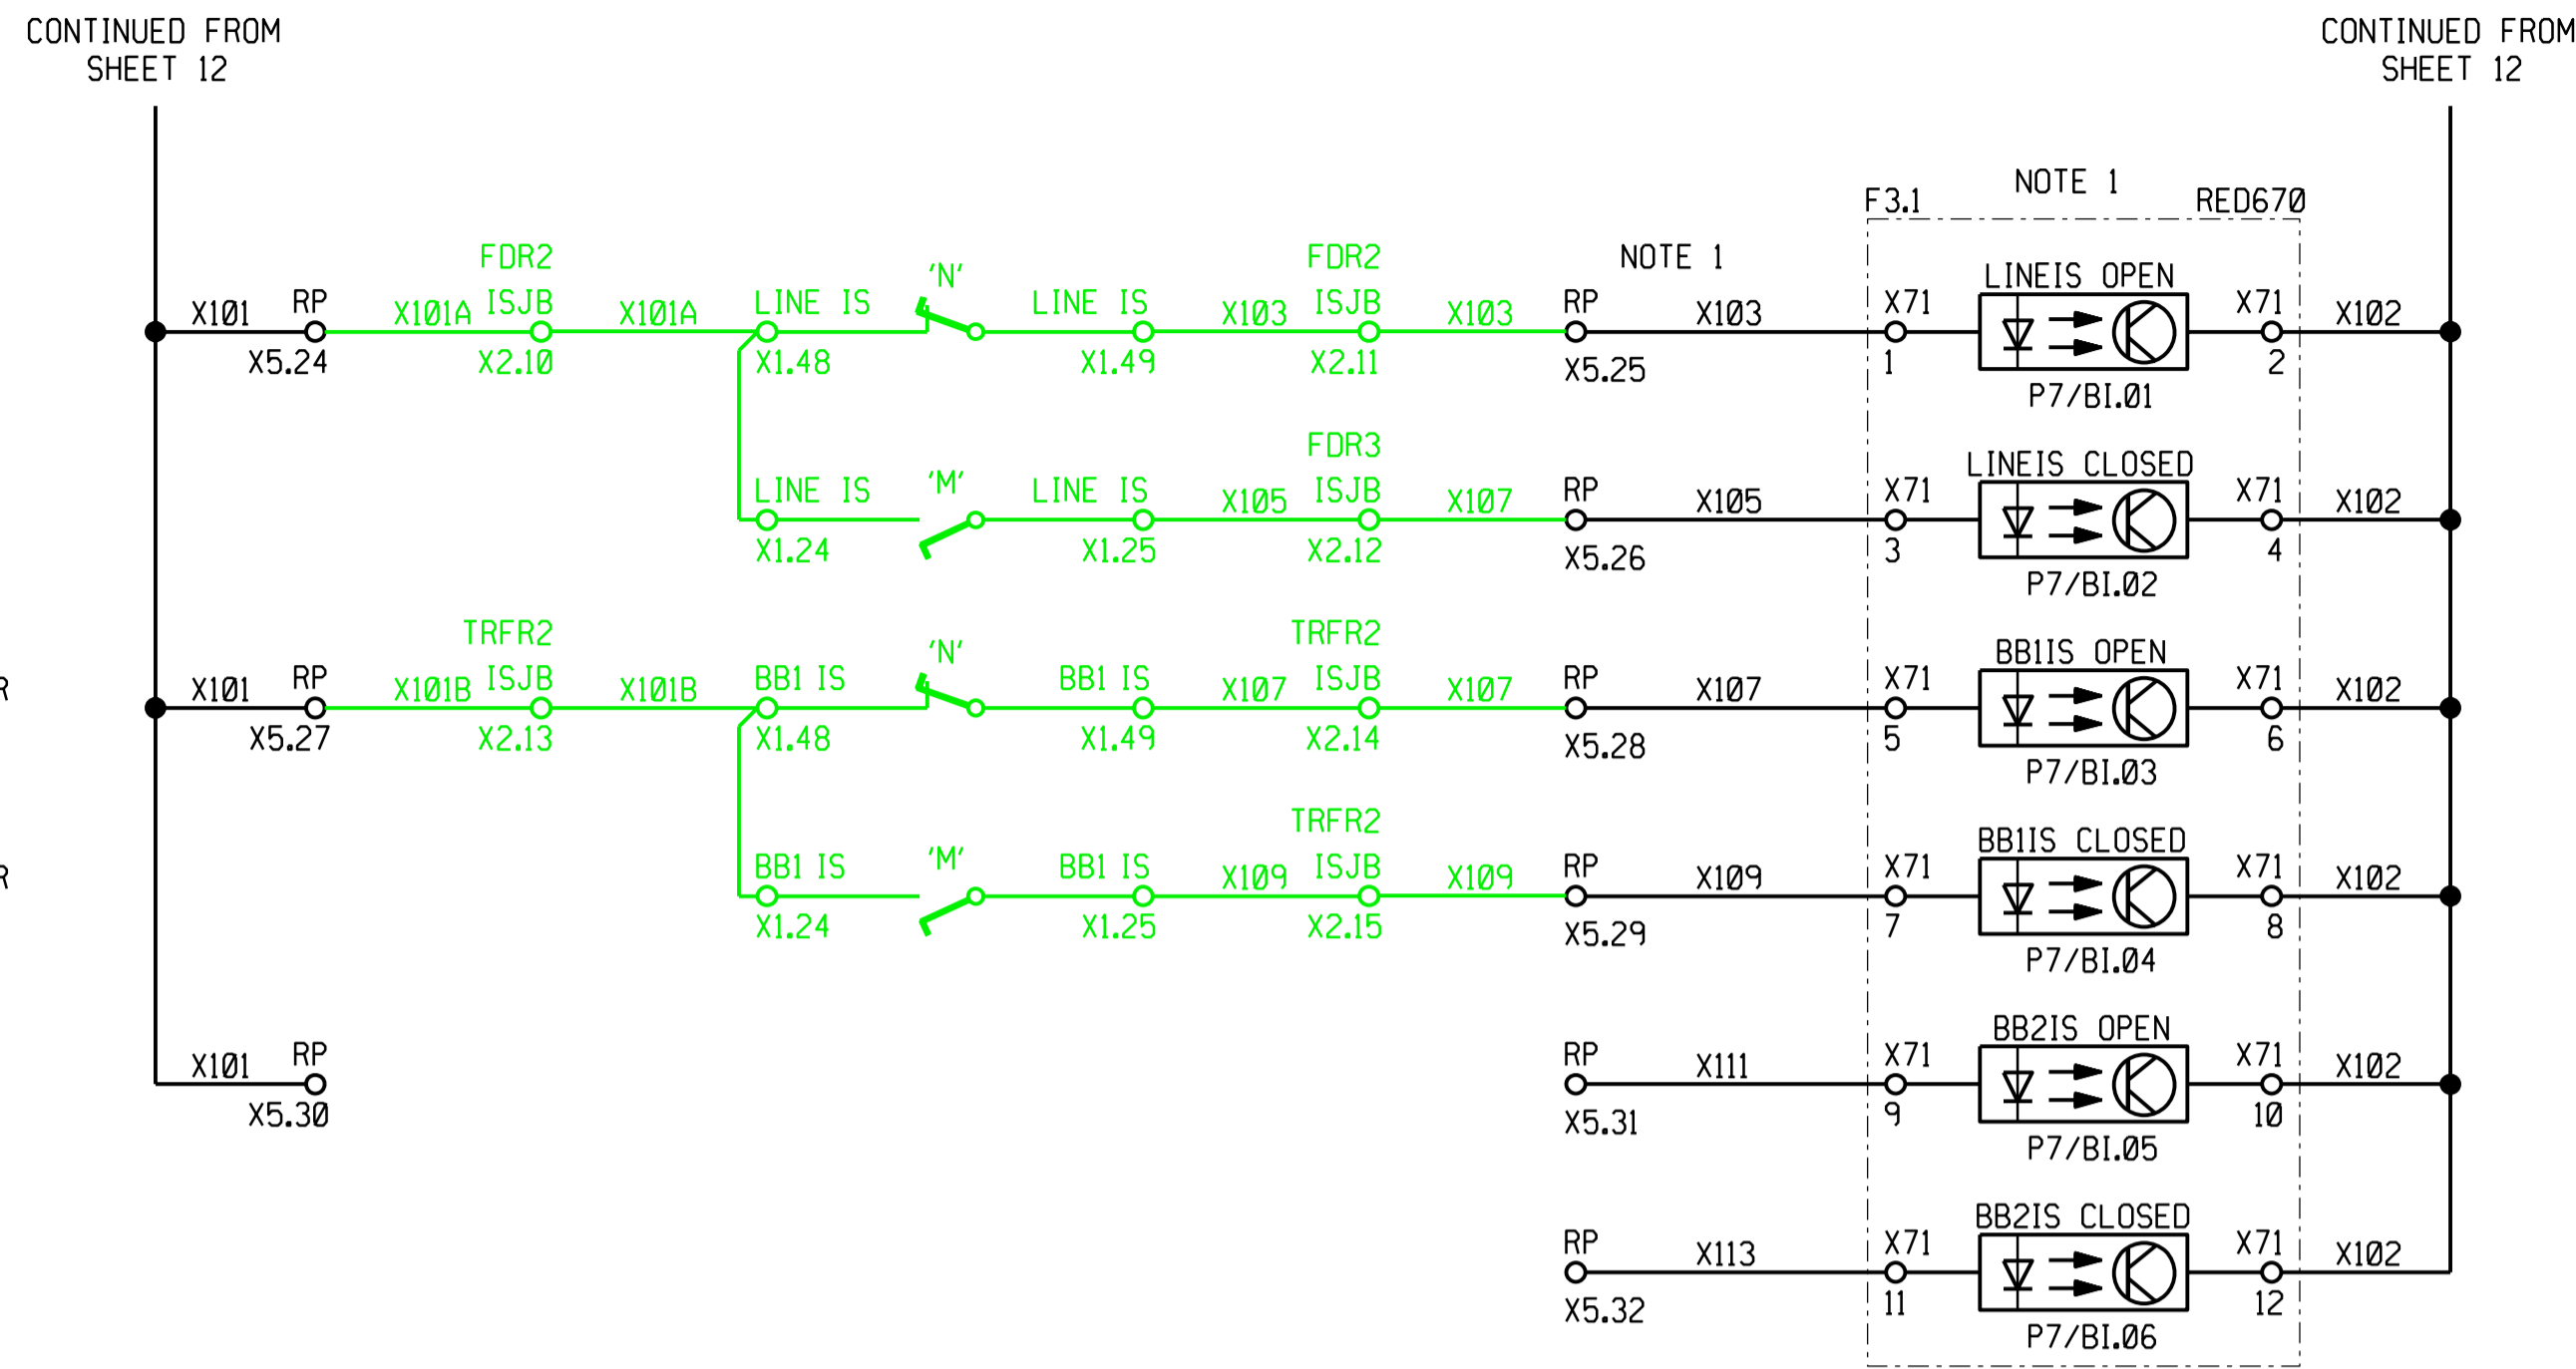 CONTINUED FROM
SHEET 12
CONTINUED FROM
SHEET 12
NOTE 1
F3.1 RED670
FDR2 FDR2 NOTE 1
'N' LINEIS OPEN
X101 RP X101A ISJB X101A LINE IS LINE IS X103 ISJB X103 RP X103 X71 X71 X102
X5.24 X2.10 X1.48 X1.49 X2.11 X5.25 1 2
P7/BI.01
FDR3
'M' LINEIS CLOSED
LINE IS LINE IS X105 ISJB X107 RP X105 X71 X71 X102
X1.24 X1.25 X2.12 X5.26 3 4
P7/BI.02
TRFR2 TRFR2
'N' BB1IS OPEN
R X101 RP X101B ISJB X101B BB1 IS BB1 IS X107 ISJB X107 RP X107 X71 X71 X102
X5.27 X2.13 X1.48 X1.49 X2.14 X5.28 5 6
P7/BI.03
TRFR2
'M' BB1IS CLOSED
R BB1 IS BB1 IS X109 ISJB X109 RP X109 X71 X71 X102
X1.24 X1.25 X2.15 X5.29 7 8
P7/BI.04
BB2IS OPEN
X101 RP RP X111 X71 X71 X102
X5.30 X5.31 9 10
P7/BI.05
BB2IS CLOSED
RP X113 X71 X71 X102
X5.32 11 12
P7/BI.06